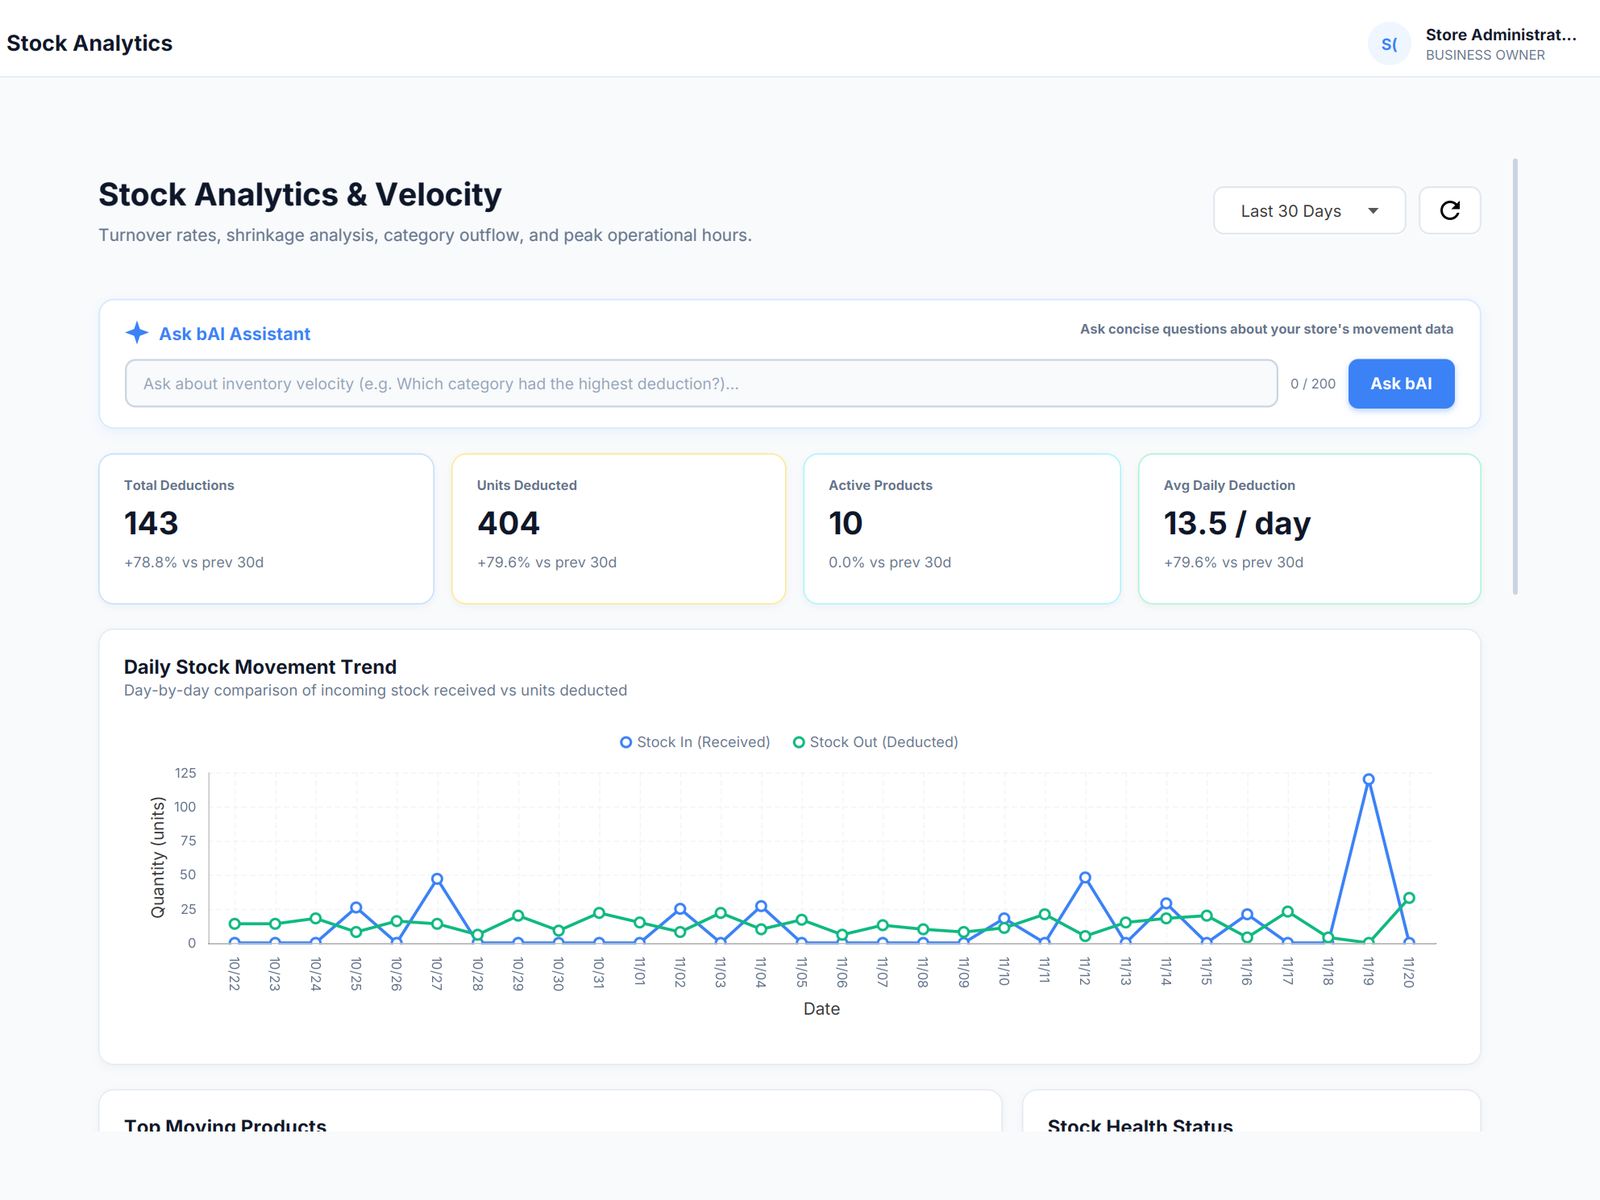 Stock Analytics
S(
Store Administrat...
BUSINESS OWNER
Stock Analytics & Velocity
Turnover rates, shrinkage analysis, category outflow, and peak operational hours.
Last 30 Days
Ask bAI Assistant
Ask concise questions about your store's movement data
Ask about inventory velocity (e.g. Which category had the highest deduction?)...
0 / 200
Ask bAI
Total Deductions
143
+78.8% vs prev 30d
Units Deducted
404
+79.6% vs prev 30d
Active Products
10
0.0% vs prev 30d
Avg Daily Deduction
13.5 / day
+79.6% vs prev 30d
Daily Stock Movement Trend
Day-by-day comparison of incoming stock received vs units deducted
Stock In (Received)
Stock Out (Deducted)
Quantity (units)
125
100
75
50
25
0
10/22
10/23
10/24
10/25
10/26
10/27
10/28
10/29
10/30
10/31
11/01
11/02
11/03
11/04
11/05
11/06
11/07
11/08
11/09
11/10
11/11
11/12
11/13
11/14
11/15
11/16
11/17
11/18
11/19
11/20
Date
Top Moving Products
Stock Health Status